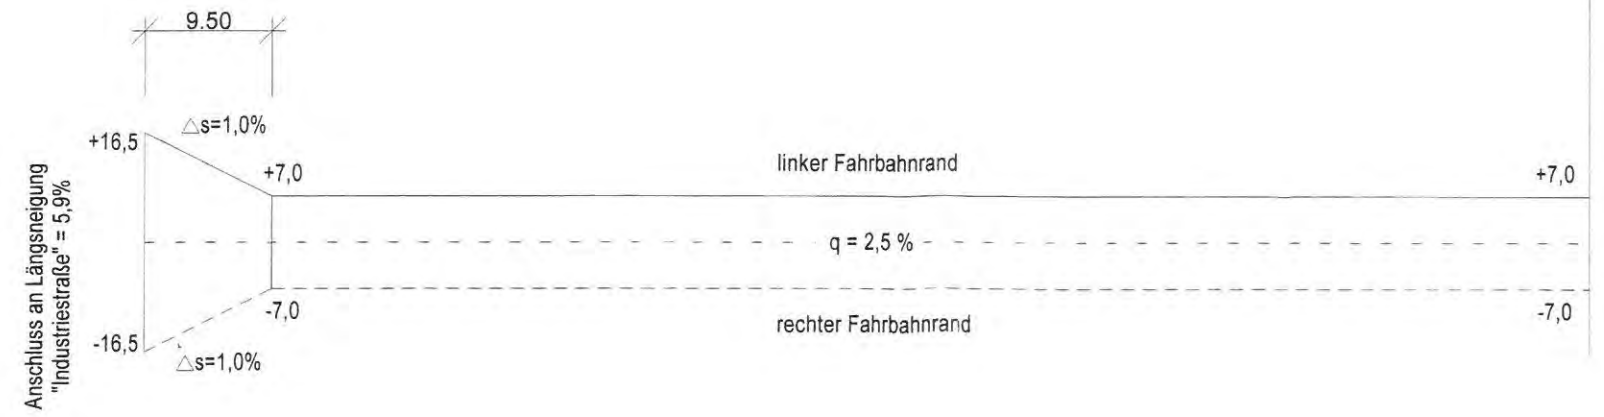 9.50
△s=1,0%
+16,5
+7,0
linker Fahrbahnrand
+7,0
Anschluss an Längsneigung
"Industriestraße" = 5,9%
q = 2,5 %
-7,0
rechter Fahrbahnrand
-7,0
-16,5
△s=1,0%